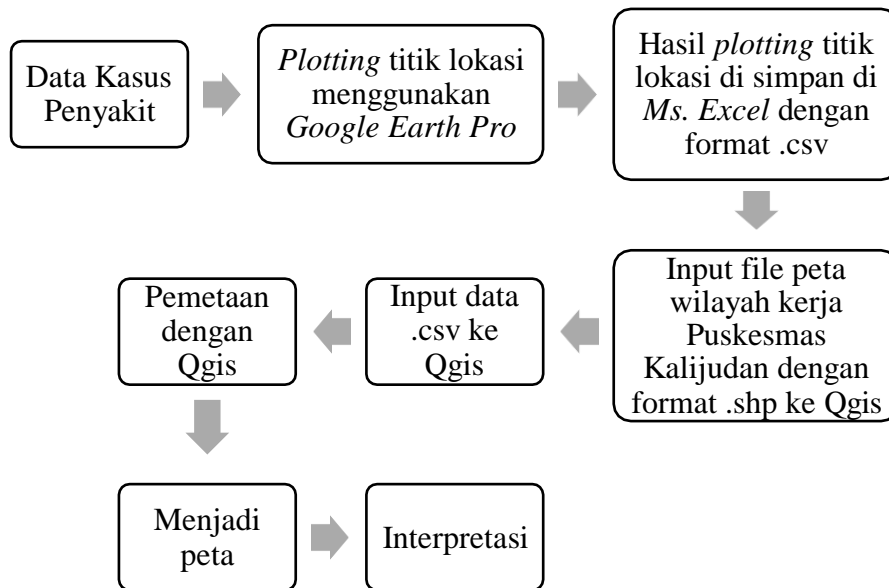 Data Kasus
Penyakit
Plotting titik lokasi
menggunakan
Google Earth Pro
Hasil plotting titik
lokasi di simpan di
Ms. Excel dengan
format .csv
Input file peta
wilayah kerja
Puskesmas
Kalijudan dengan
format .shp ke Qgis
Input data
.csv ke
Qgis
Pemetaan
dengan
Qgis
Menjadi
peta
Interpretasi